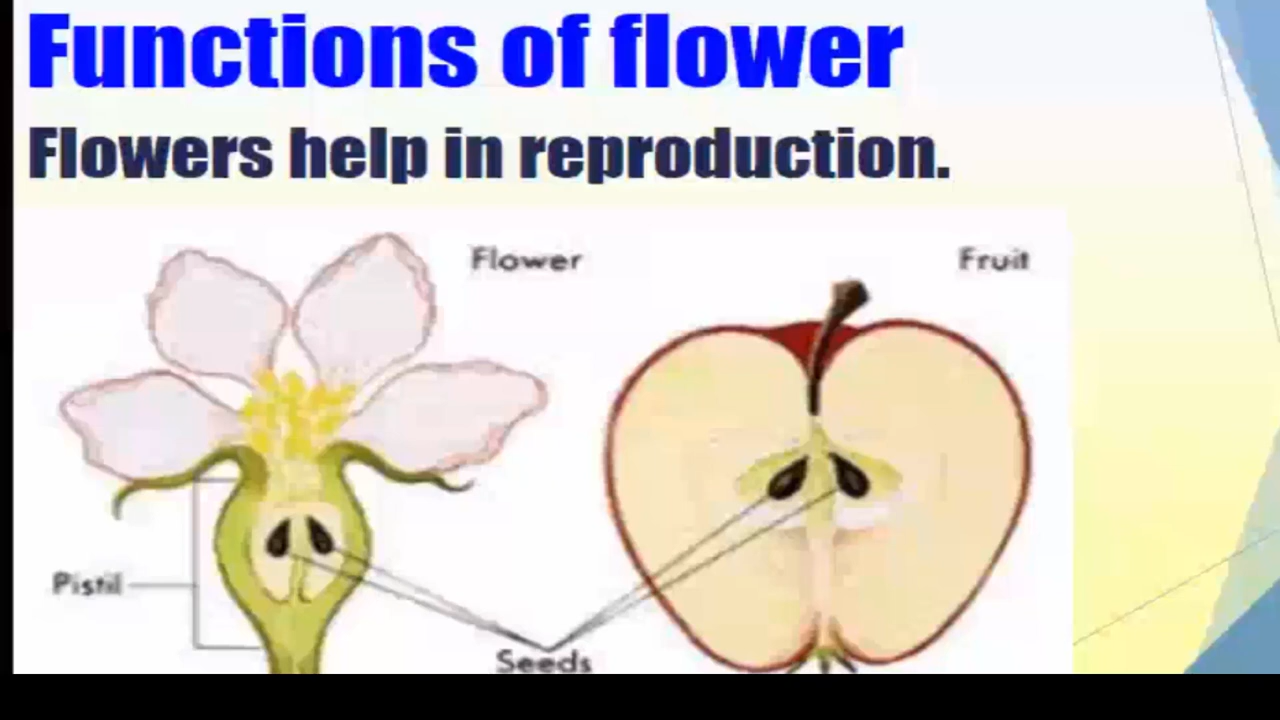 Functions of flower
Flowers help in reproduction.
Flower
Fruit
Pistil
Seeds